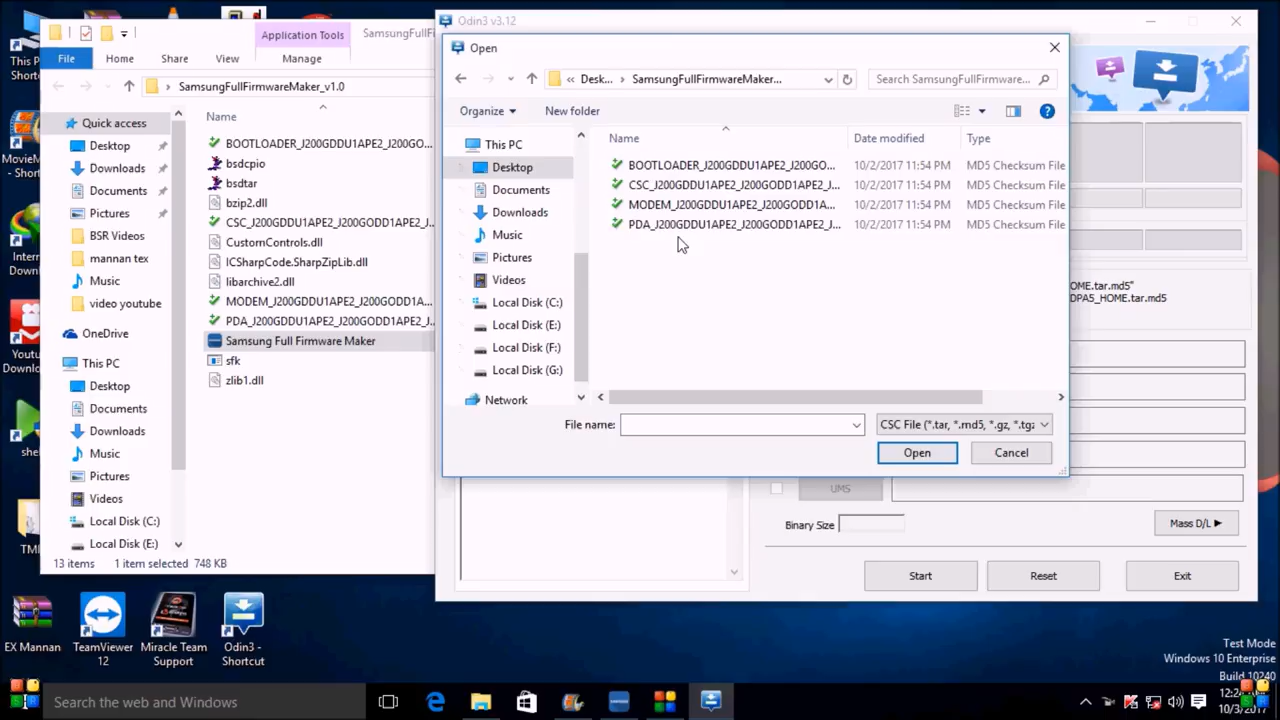 This P
Shorte
MovieM
- Shor
Intern
Do
Youtu
Downlo
shel
TMI
EX Mannan
TeamViewer
12
Miracle Team
Support
Odin3 -
Shortcut
Application Tools
SamsungFullFi
File
Home
Share
View
Manage
SamsungFullFirmwareMaker_v1.0
Quick access
Desktop
Downloads
Documents
Pictures
BSR Videos
mannan tex
Music
video youtube
OneDrive
This PC
Desktop
Documents
Downloads
Music
Pictures
Videos
Local Disk (C:)
Local Disk (E:)
Name
BOOTLOADER_J200GDDU1APE2_J200GO...
bsdcpio
bsdtar
bzip2.dll
CSC_J200GDDU1APE2_J200GODD1APE2_J...
CustomControls.dll
ICSharpCode.SharpZipLib.dll
libarchive2.dll
MODEM_J200GDDU1APE2_J200GODD1A...
PDA_J200GDDU1APE2_J200GODD1APE2_J...
Samsung Full Firmware Maker
sfk
zlib1.dll
13 items 1 item selected 748 KB
Odin3 v3.12
Open
« Desk... › SamsungFullFirmwareMaker...
Search SamsungFullFirmware...
Organize
New folder
This PC
Desktop
Documents
Downloads
Music
Pictures
Videos
Local Disk (C:)
Local Disk (E:)
Local Disk (F:)
Local Disk (G:)
Network
Name Date modified Type
BOOTLOADER_J200GDDU1APE2_J200GO... 10/2/2017 11:54 PM MD5 Checksum File
CSC_J200GDDU1APE2_J200GODD1APE2_J... 10/2/2017 11:54 PM MD5 Checksum File
MODEM_J200GDDU1APE2_J200GODD1A... 10/2/2017 11:54 PM MD5 Checksum File
PDA_J200GDDU1APE2_J200GODD1APE2_J... 10/2/2017 11:54 PM MD5 Checksum File
File name:
CSC File (*.tar, *.md5, *.gz, *.tgz
Open
Cancel
OME.tar.md5"
DPA5_HOME.tar.md5
UMS
Binary Size
Mass D/L ▶
Start
Reset
Exit
Test Mode
Windows 10 Enterprise
Build 10240
Search the web and Windows
10/3/2017